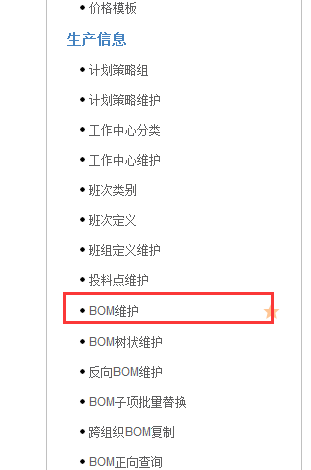 价格模板
生产信息
计划策略组
计划策略维护
工作中心分类
工作中心维护
班次类别
班次定义
班组定义维护
投料点维护
BOM维护
BOM树状维护
反向BOM维护
BOM子项批量替换
跨组织BOM复制
BOM正向查询